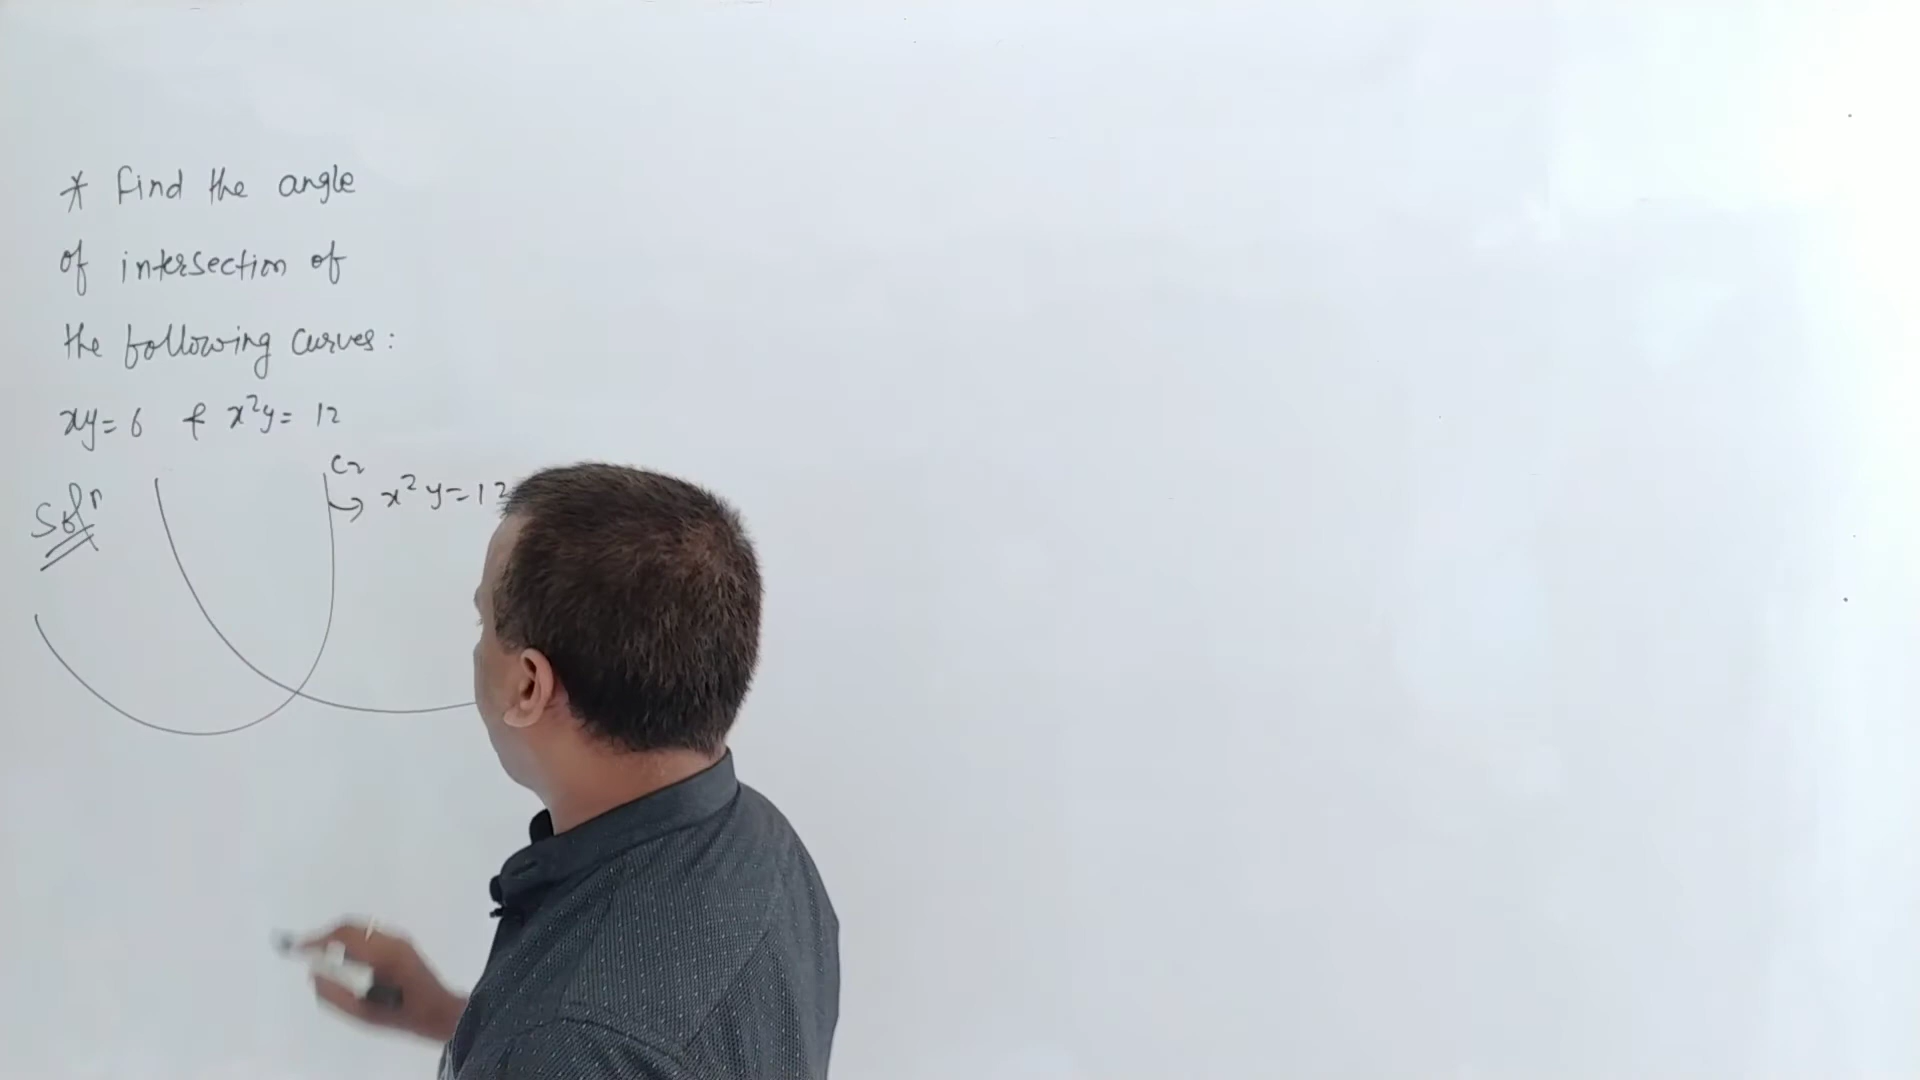 * Find the angle
of intersection of
the following curves:
xy = 6 & x²y = 12
Solⁿ
C₂
→ x²y = 12